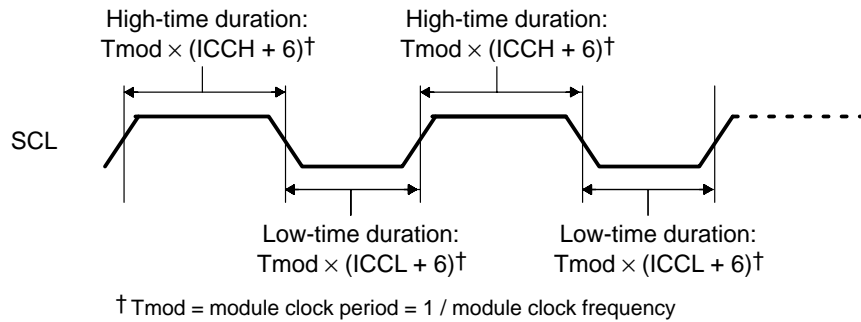 High-time duration:
Tmod × (ICCH + 6)†
High-time duration:
Tmod × (ICCH + 6)†
SCL
Low-time duration:
Tmod × (ICCL + 6)†
Low-time duration:
Tmod × (ICCL + 6)†
† Tmod = module clock period = 1 / module clock frequency